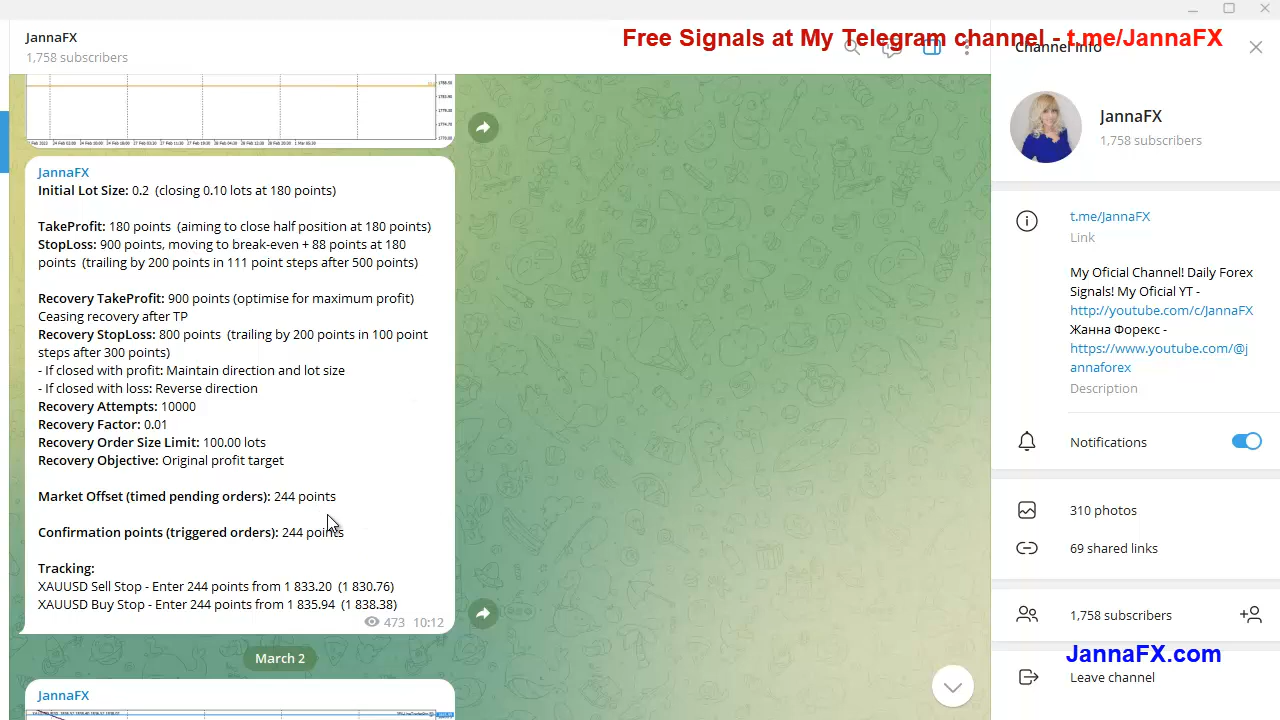 JannaFX
1,758 subscribers
Free Signals at My Telegram channel - t.me/JannaFX
Channel Info
JannaFX
1,758 subscribers
JannaFX
Initial Lot Size: 0.2 (closing 0.10 lots at 180 points)
TakeProfit: 180 points (aiming to close half position at 180 points)
StopLoss: 900 points, moving to break-even + 88 points at 180
points (trailing by 200 points in 111 point steps after 500 points)
Recovery TakeProfit: 900 points (optimise for maximum profit)
Ceasing recovery after TP
Recovery StopLoss: 800 points (trailing by 200 points in 100 point
steps after 300 points)
- If closed with profit: Maintain direction and lot size
- If closed with loss: Reverse direction
Recovery Attempts: 10000
Recovery Factor: 0.01
Recovery Order Size Limit: 100.00 lots
Recovery Objective: Original profit target
Market Offset (timed pending orders): 244 points
Confirmation points (triggered orders): 244 points
Tracking:
XAUUSD Sell Stop - Enter 244 points from 1 833.20 (1 830.76)
XAUUSD Buy Stop - Enter 244 points from 1 835.94 (1 838.38)
473 10:12
March 2
JannaFX
t.me/JannaFX
Link
My Oficial Channel! Daily Forex
Signals! My Oficial YT -
http://youtube.com/c/JannaFX
Жанна Форекс -
https://www.youtube.com/@j
annaforex
Description
Notifications
310 photos
69 shared links
1,758 subscribers
JannaFX.com
Leave channel